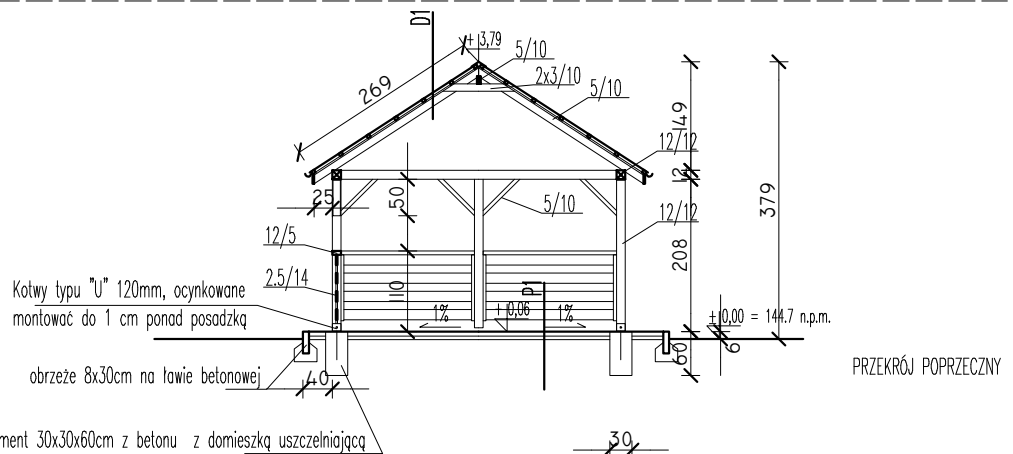 D1
+ 3,79
5/10
2x3/10
269
5/10
149
12/12
12
379
25
50
5/10
12/12
12/5
208
2.5/14
110
D1
Kotwy typu "U" 120mm, ocynkowane
montować do 1 cm ponad posadzką
1%
+ 0,06
1%
+ 0,00 = 144.7 n.p.m.
60
6
obrzeże 8x30cm na ławie betonowej
40
PRZEKRÓJ POPRZECZNY
ment 30x30x60cm z betonu z domieszką uszczelniającą
30